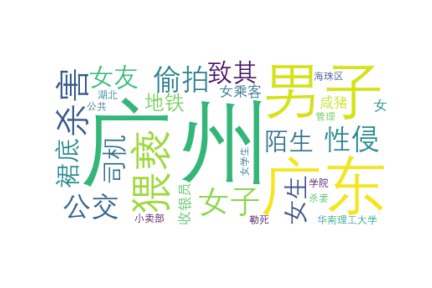 杀害
女友
偷拍
致其
男子
海珠区
湖北
女乘客
咸猪
女
公共
地铁
管理
广州
裙底
司机
猥亵
陌生
性侵
女学生
广东
公交
收银员
女子
女生
学院
杀妻
小卖部
勒死
华南理工大学